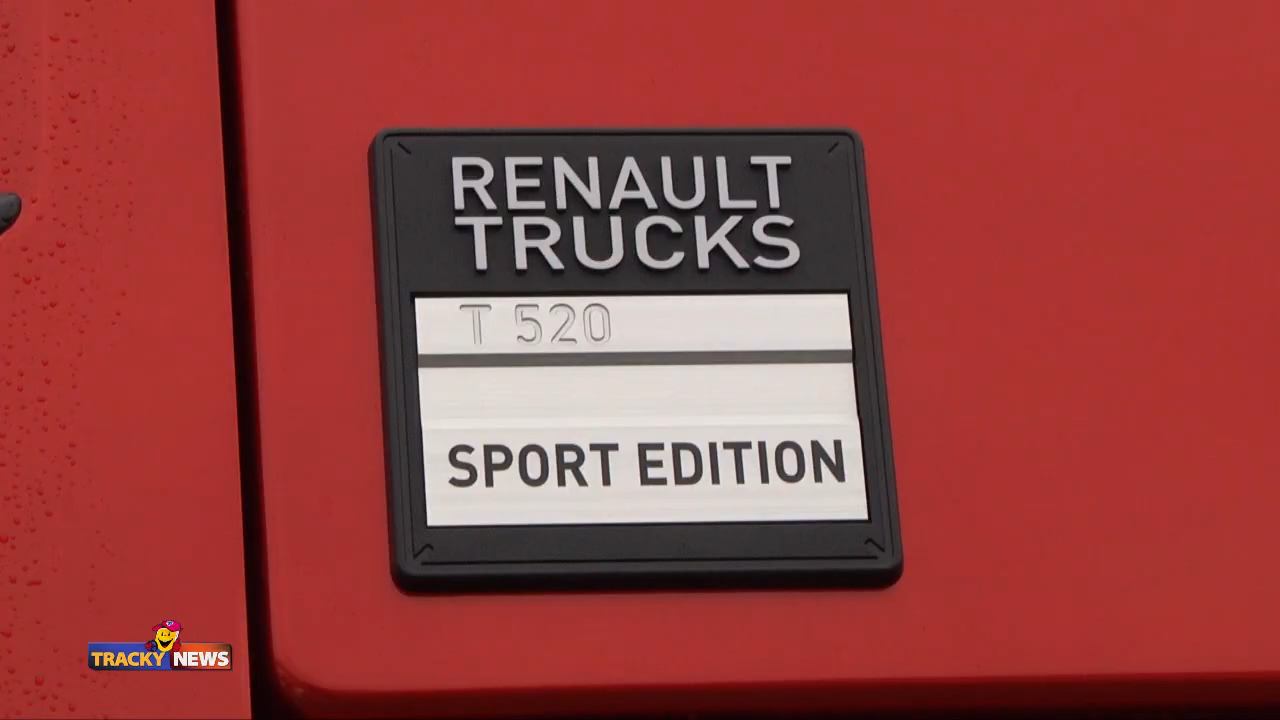 RENAULT
TRUCKS
T 520
SPORT EDITION
TRACKY NEWS